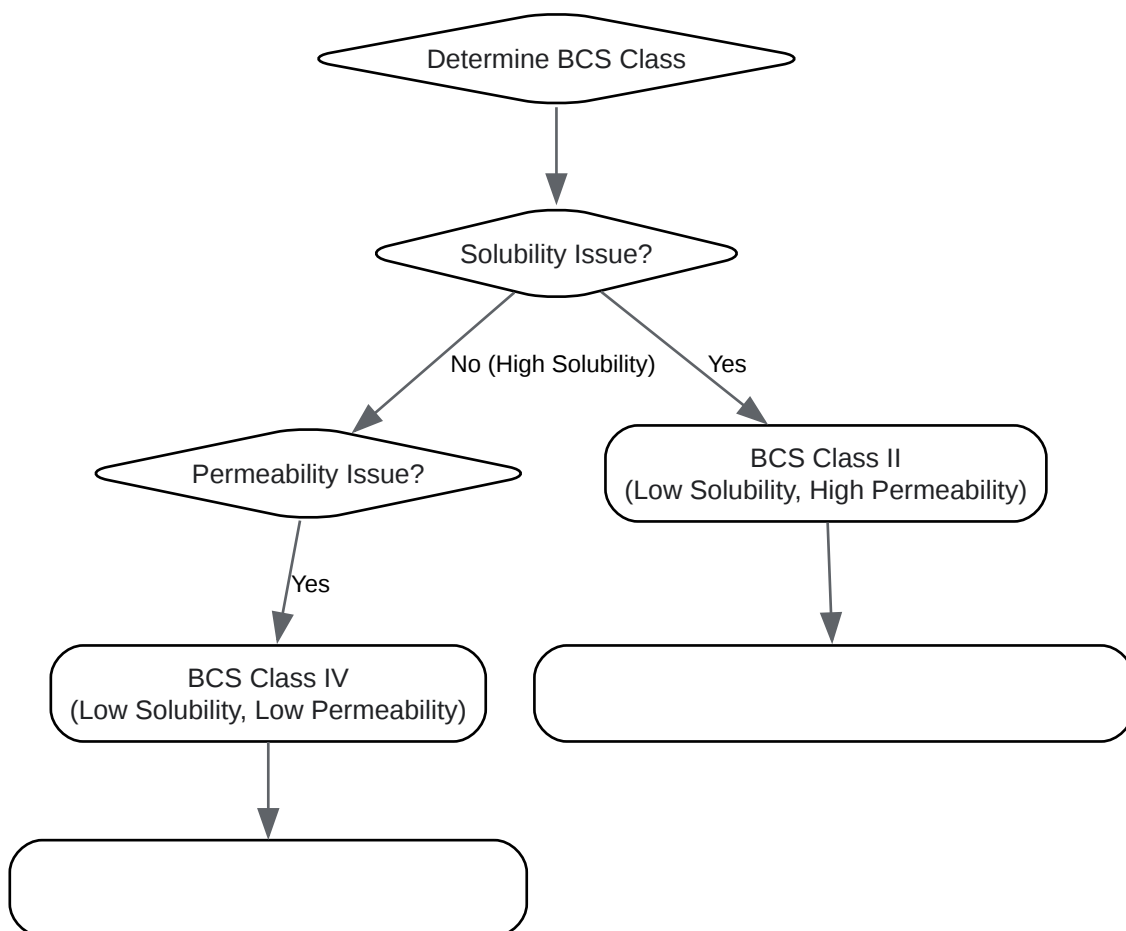 Determine BCS Class
Solubility Issue?
No (High Solubility)
Yes
Permeability Issue?
BCS Class II
(Low Solubility, High Permeability)
Yes
BCS Class IV
(Low Solubility, Low Permeability)